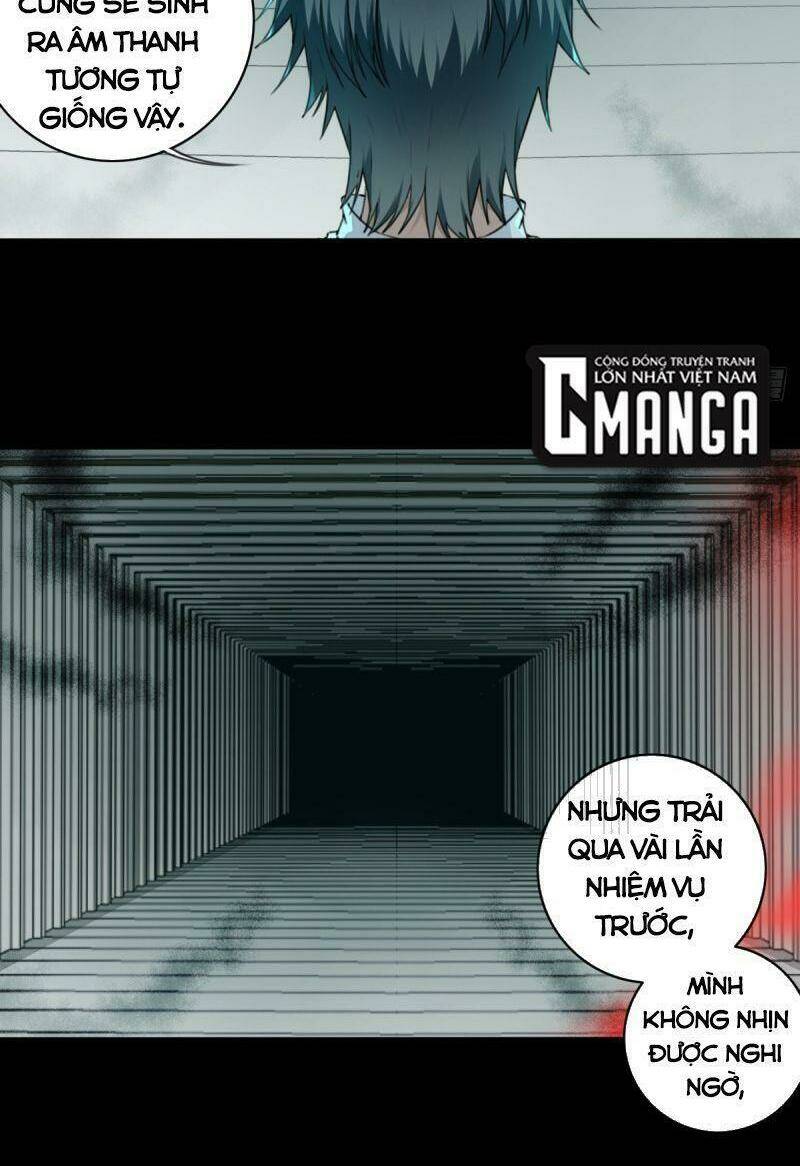 CŨNG SẼ SINH
RA ÂM THANH
TƯƠNG TỰ
GIỐNG VẬY.
CỘNG ĐỒNG TRUYỆN TRANH
LỚN NHẤT VIỆT NAM
CMANGA
NHƯNG TRẢI
QUA VÀI LẦN
NHIỆM VỤ
TRƯỚC,
MÌNH
KHÔNG NHỊN
ĐƯỢC NGHI
NGỜ,